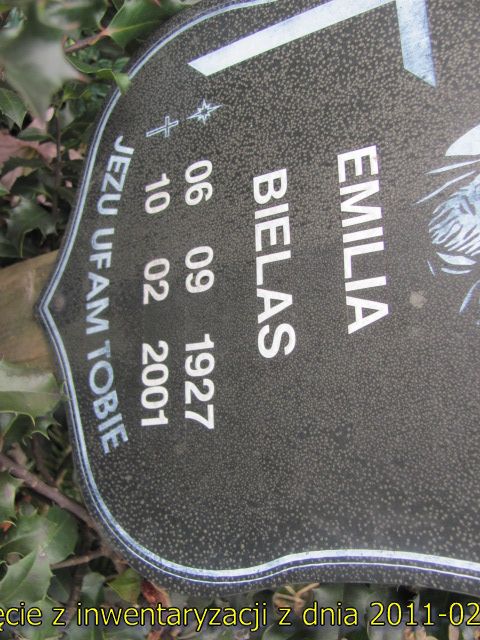 EMILIA
BIELAS
06 09 1927
10 02 2001
JEZU UFAM TOBIE
ęcie z inwentaryzacji z dnia 2011-02